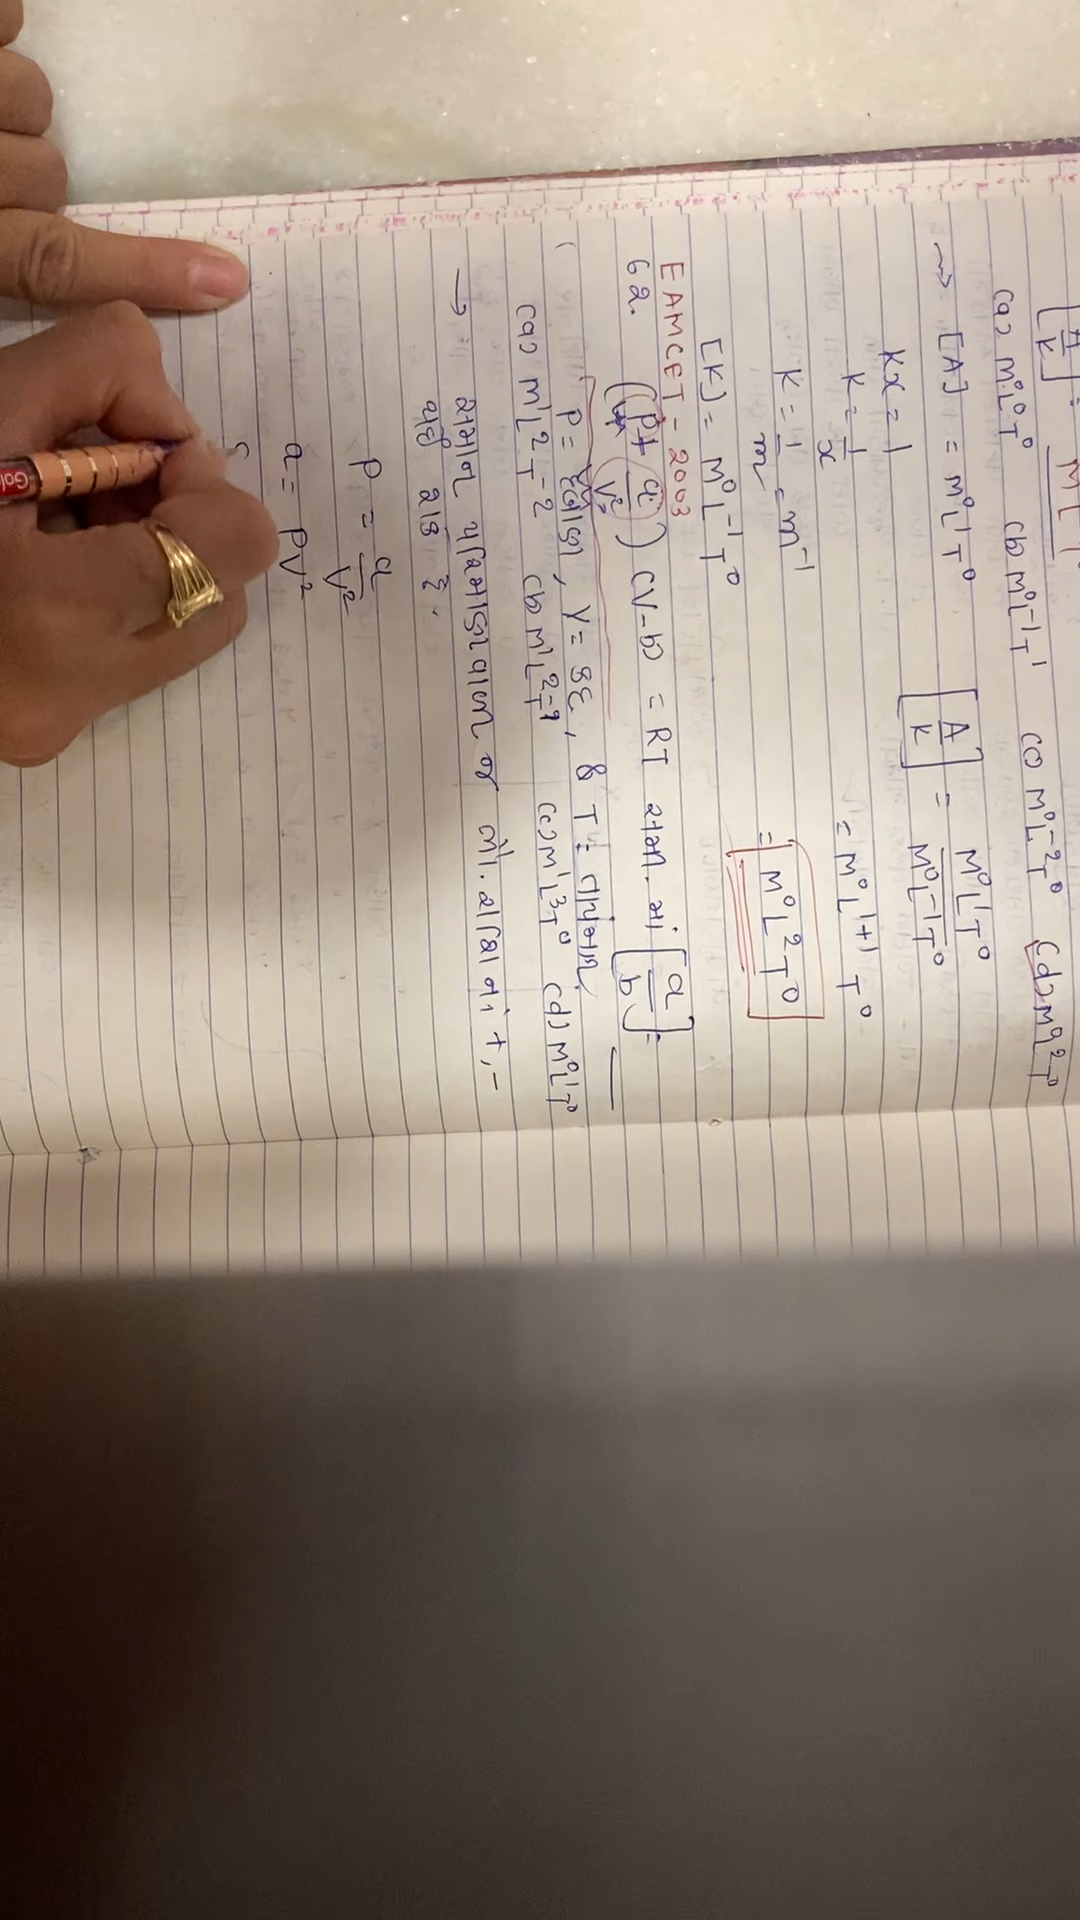 [A/K] = M L T
(a) M⁰L⁰T⁰ (b) M⁰L⁻¹T¹ (c) M⁰L⁻²T⁰ (d) M⁰L²T⁰
→ [A] = M⁰L¹T⁰ [A/K] = M⁰L¹T⁰ / M⁰L⁻¹T⁰
Kx = 1
K = 1/x = M⁰L¹⁺¹T⁰
K = 1/m = m⁻¹ = M⁰L²T⁰
[K] = M⁰L⁻¹T⁰
EAMCET - 2003
62. (P + a/V²) (V-b) = RT સમી. માં [a/b] = ___
P = દબાણ, V = કદ, & T = તાપમાન
(a) M¹L²T⁻² (b) M¹L²T⁻¹ (c) M¹L³T⁰ (d) M⁰L¹T⁰
→ સમાન પરિમાણવાળી જ ભૌ. રાશિનાં +, -
થઈ શકે છે.
P = a/V²
a = PV²